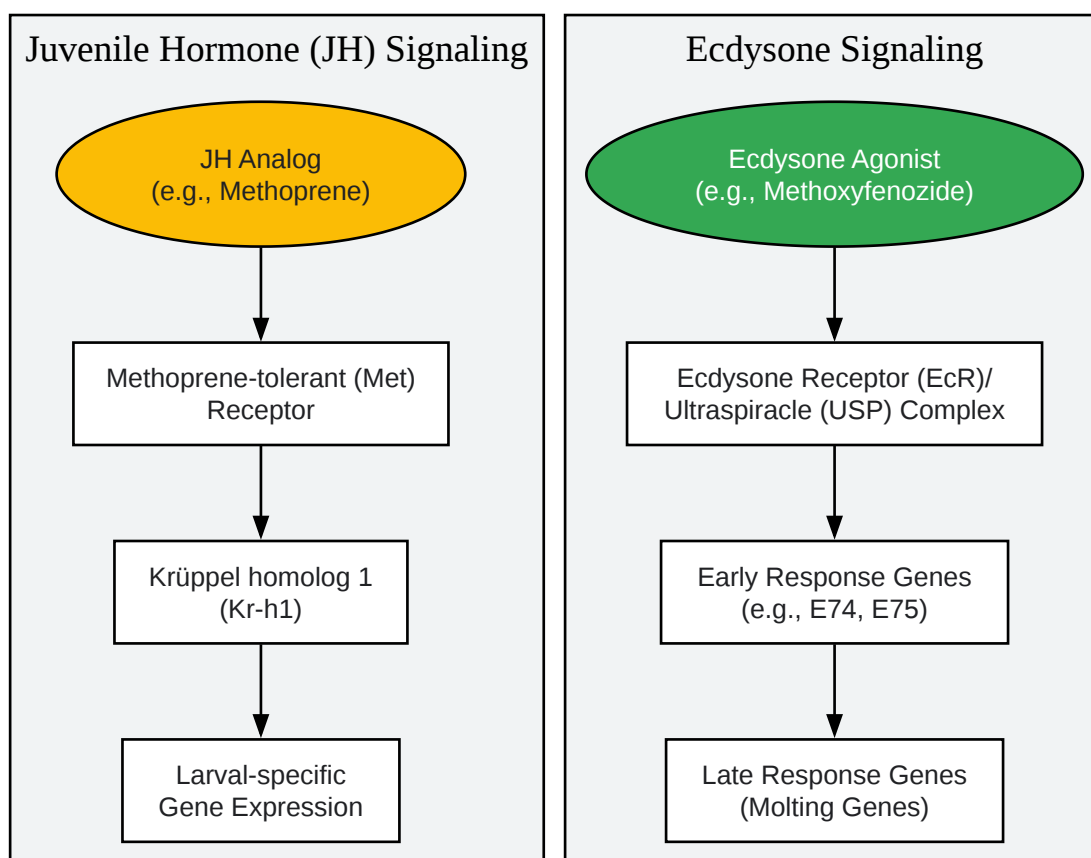 Juvenile Hormone (JH) Signaling
JH Analog
(e.g., Methoprene)
Methoprene-tolerant (Met)
Receptor
Krüppel homolog 1
(Kr-h1)
Larval-specific
Gene Expression
Ecdysone Signaling
Ecdysone Agonist
(e.g., Methoxyfenozide)
Ecdysone Receptor (EcR)/
Ultraspiracle (USP) Complex
Early Response Genes
(e.g., E74, E75)
Late Response Genes
(Molting Genes)